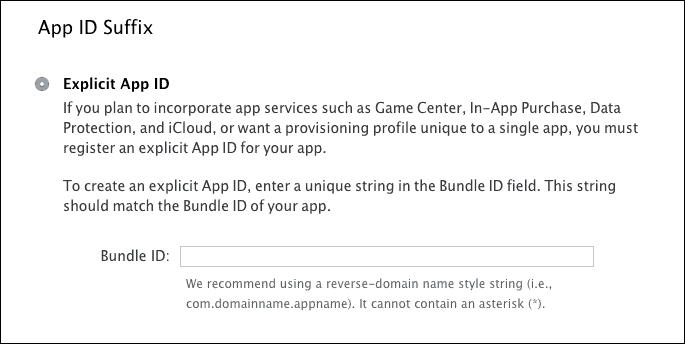 App ID Suffix
Explicit App ID
If you plan to incorporate app services such as Game Center, In-App Purchase, Data
Protection, and iCloud, or want a provisioning profile unique to a single app, you must
register an explicit App ID for your app.
To create an explicit App ID, enter a unique string in the Bundle ID field. This string
should match the Bundle ID of your app.
Bundle ID:
We recommend using a reverse-domain name style string (i.e.,
com.domainname.appname). It cannot contain an asterisk (*).